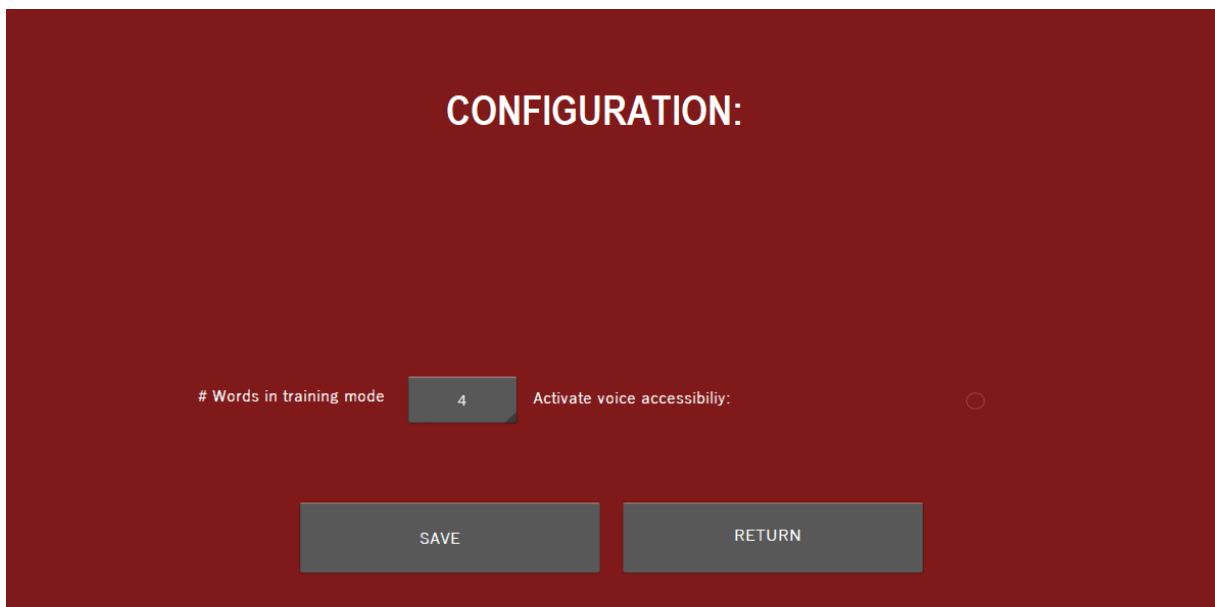 CONFIGURATION:
# Words in training mode 4 Activate voice accessibiliy:
SAVE RETURN